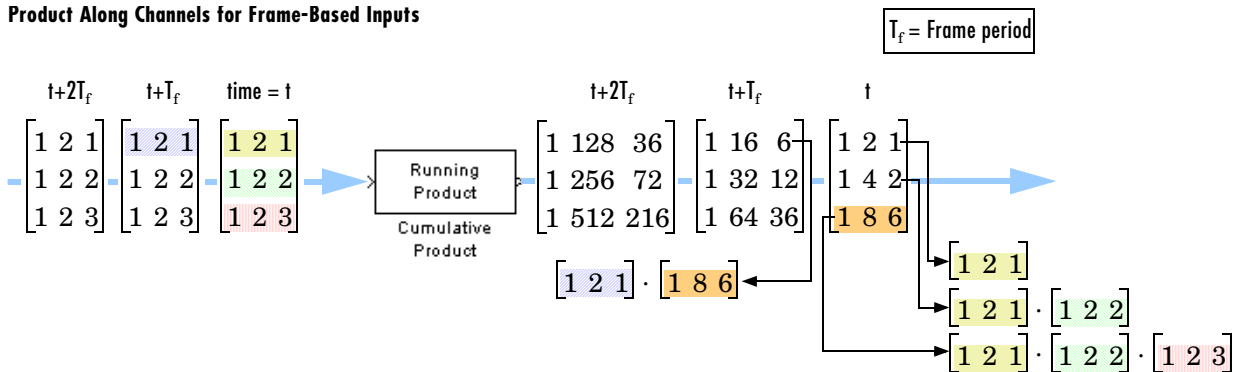 Product Along Channels for Frame-Based Inputs
Tf = Frame period
t+2Tf t+Tf time = t t+2Tf t+Tf t
1 2 1 1 2 1 1 2 1 1 128 36 1 16 6 1 2 1
1 2 2 1 2 2 1 2 2 Running 1 256 72 1 32 12 1 4 2
Product
1 2 3 1 2 3 1 2 3 1 512 216 1 64 36 1 8 6
Cumulative
Product
1 2 1
1 2 1 · 1 8 6
1 2 1 · 1 2 2
1 2 1 · 1 2 2 · 1 2 3